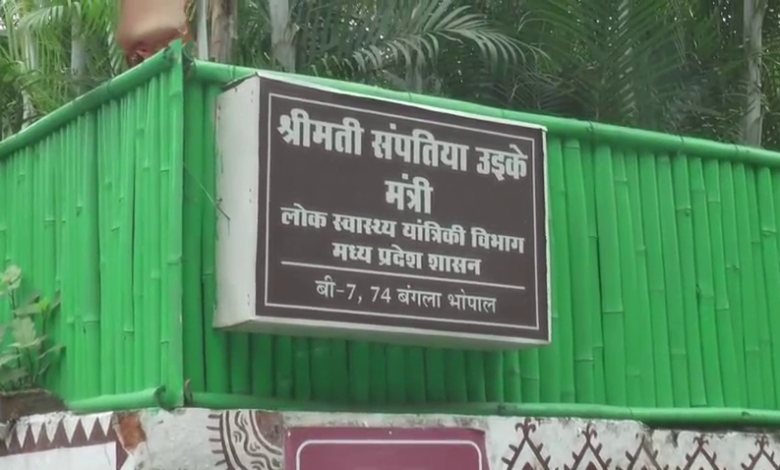 श्रीमती संपतिया उइके
मंत्री
लोक स्वास्थ्य यांत्रिकी विभाग
मध्य प्रदेश शासन
बी-7, 74 बंगला भोपाल